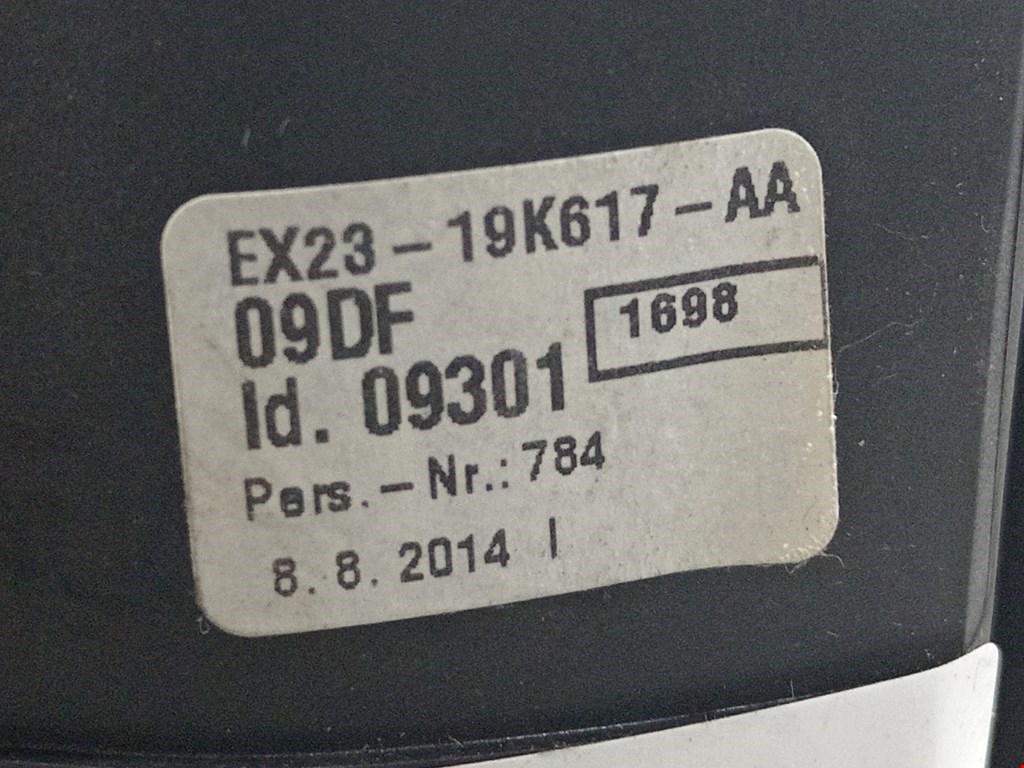 EX23-19K617-AA
09DF
1698
Id. 09301
Pers.-Nr.: 784
8.8.2014 I